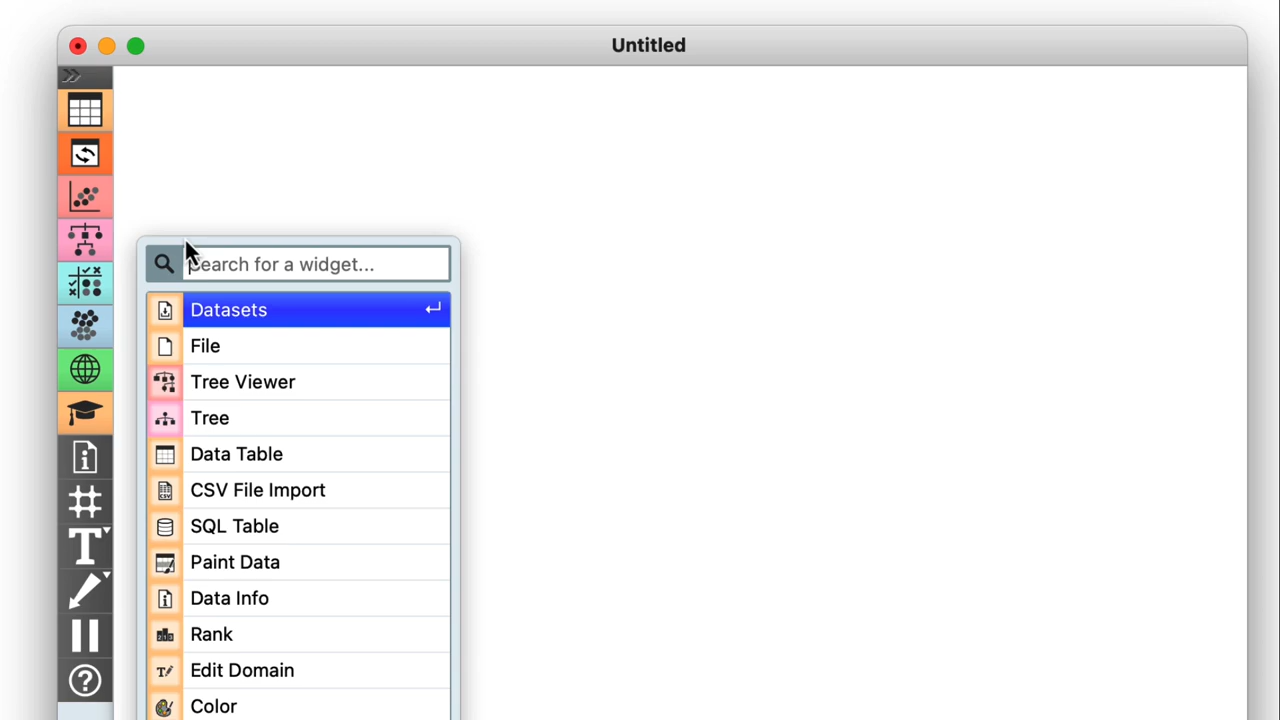 Untitled
Search for a widget...
Datasets
File
Tree Viewer
Tree
Data Table
CSV File Import
SQL Table
Paint Data
Data Info
Rank
Edit Domain
Color